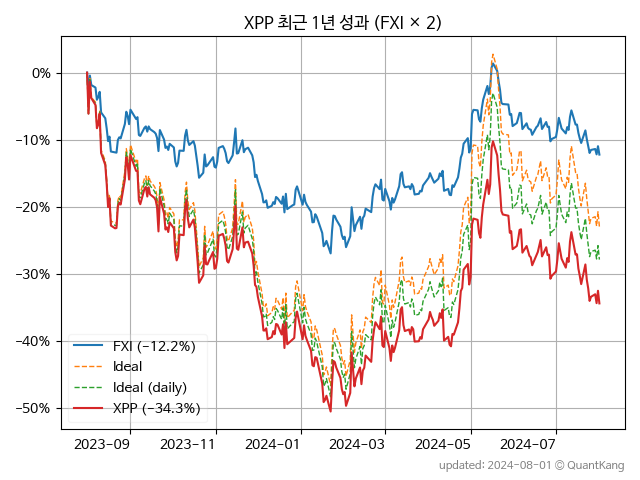 XPP 최근 1년 성과 (FXI × 2)
0%
−10%
−20%
−30%
−40%
−50%
FXI (−12.2%)
Ideal
Ideal (daily)
XPP (−34.3%)
2023−09
2023−11
2024−01
2024−03
2024−05
2024−07
updated: 2024−08−01 © QuantKang